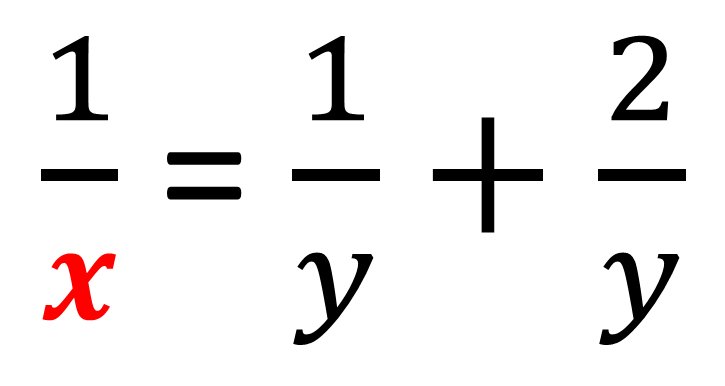 1/x = 1/y + 2/y